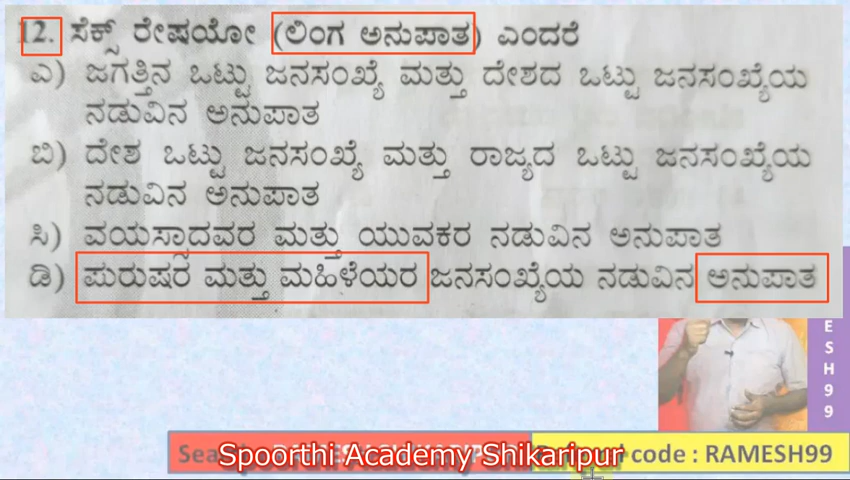 12. ಸೆಕ್ಸ್ ರೇಷಯೋ (ಲಿಂಗ ಅನುಪಾತ) ಎಂದರೆ
ಎ) ಜಗತ್ತಿನ ಒಟ್ಟು ಜನಸಂಖ್ಯೆ ಮತ್ತು ದೇಶದ ಒಟ್ಟು ಜನಸಂಖ್ಯೆಯ
ನಡುವಿನ ಅನುಪಾತ
ಬಿ) ದೇಶ ಒಟ್ಟು ಜನಸಂಖ್ಯೆ ಮತ್ತು ರಾಜ್ಯದ ಒಟ್ಟು ಜನಸಂಖ್ಯೆಯ
ನಡುವಿನ ಅನುಪಾತ
ಸಿ) ವಯಸ್ಸಾದವರ ಮತ್ತು ಯುವಕರ ನಡುವಿನ ಅನುಪಾತ
ಡಿ) ಪುರುಷರ ಮತ್ತು ಮಹಿಳೆಯರ ಜನಸಂಖ್ಯೆಯ ನಡುವಿನ ಅನುಪಾತ
ESH99
Spoorthi Academy Shikaripur
code : RAMESH99